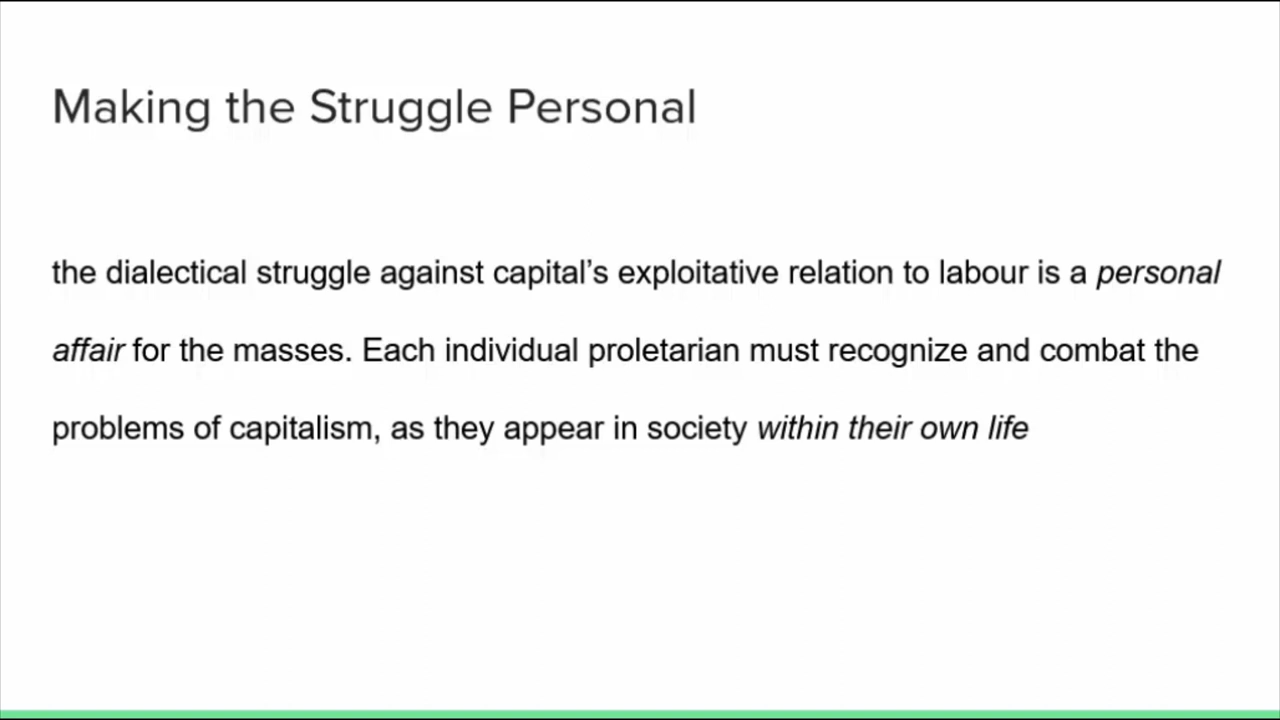 Making the Struggle Personal
the dialectical struggle against capital’s exploitative relation to labour is a personal
affair for the masses. Each individual proletarian must recognize and combat the
problems of capitalism, as they appear in society within their own life